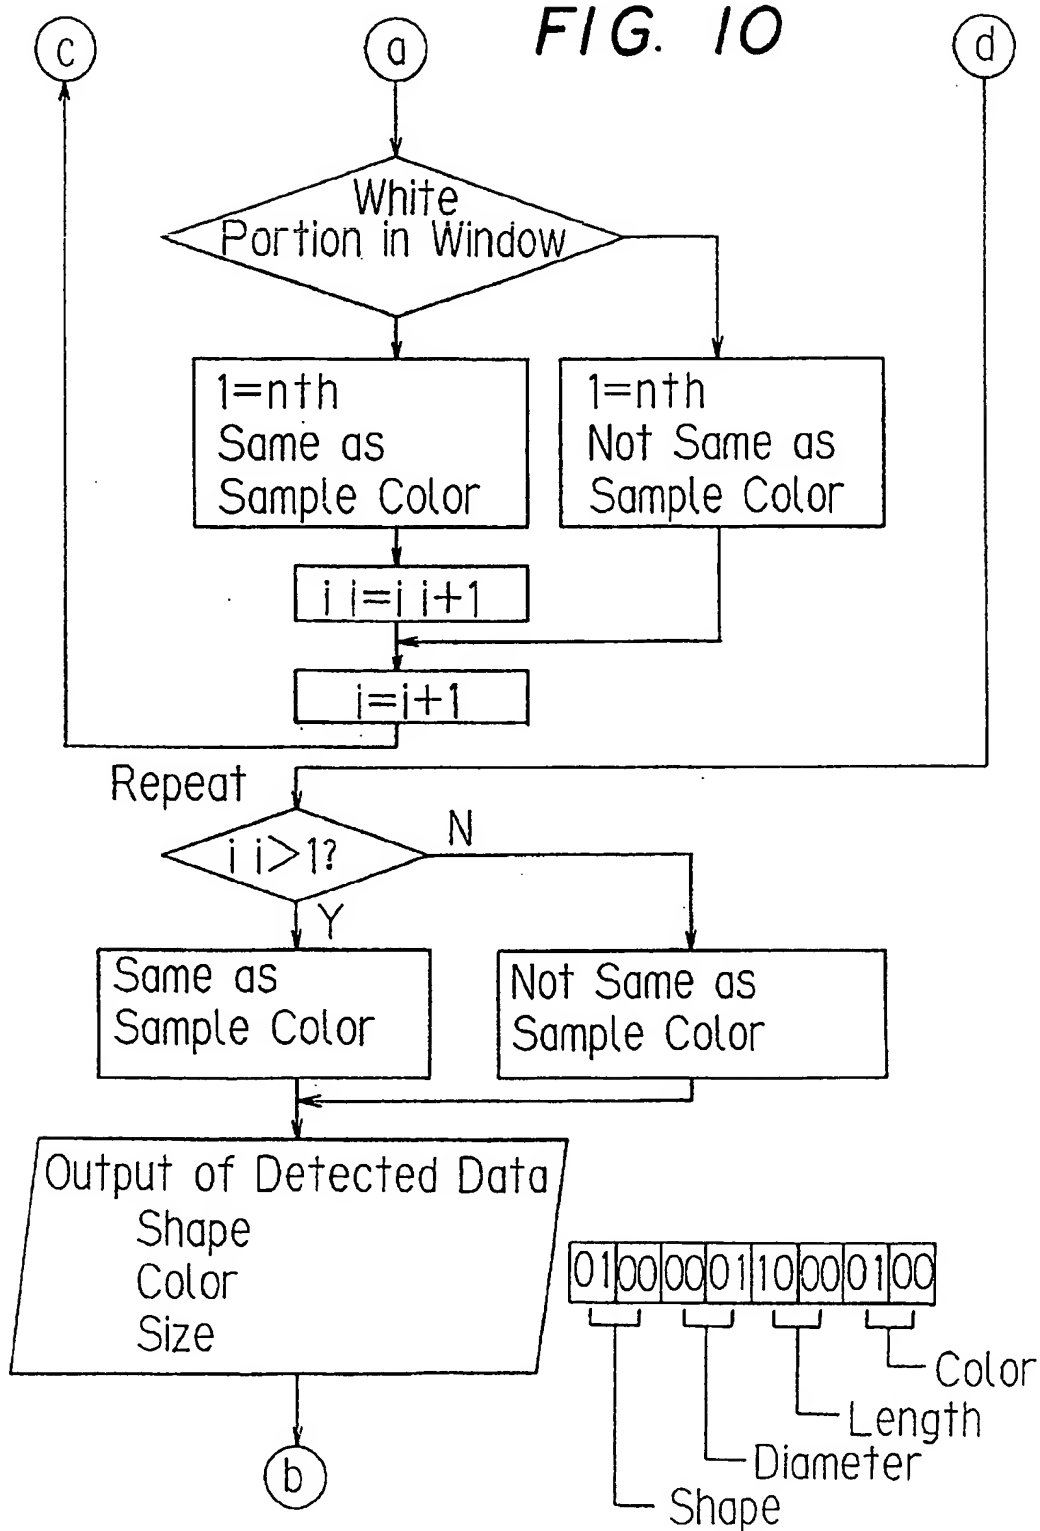 FIG. 10
c
a
d
White
Portion in Window
1=nth
Same as
Sample Color
1=nth
Not Same as
Sample Color
i i=i i+1
i=i+1
Repeat
i i>1?
N
Y
Same as
Sample Color
Not Same as
Sample Color
Output of Detected Data
Shape
Color
Size
01 00 00 01 10 00 01 00
Color
Length
Diameter
Shape
b